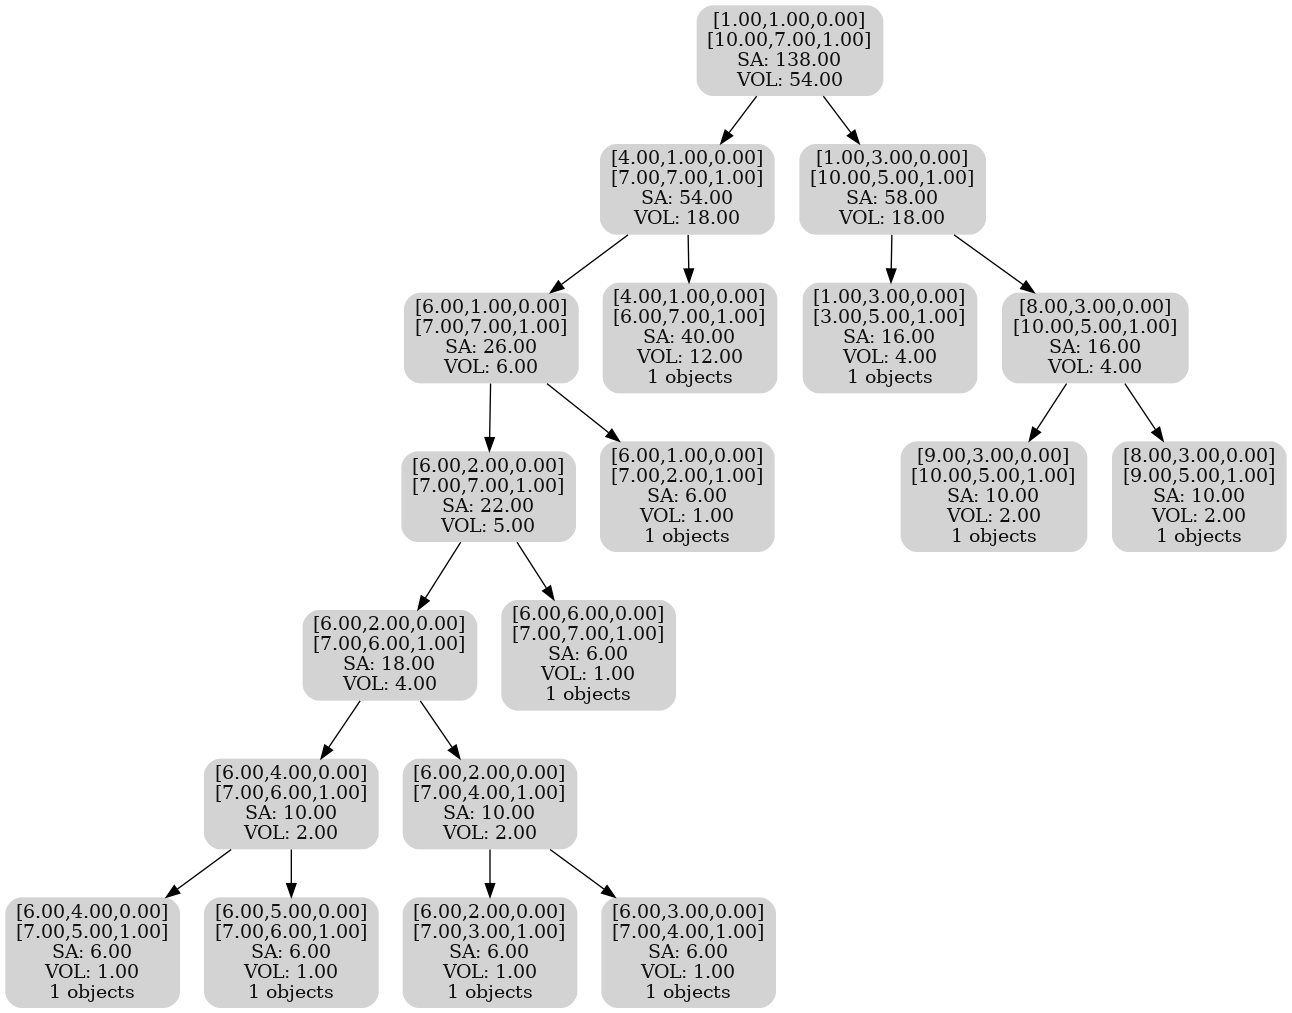 [1.00,1.00,0.00]
[10.00,7.00,1.00]
SA: 138.00
VOL: 54.00
[4.00,1.00,0.00]
[7.00,7.00,1.00]
SA: 54.00
VOL: 18.00
[1.00,3.00,0.00]
[10.00,5.00,1.00]
SA: 58.00
VOL: 18.00
[6.00,1.00,0.00]
[7.00,7.00,1.00]
SA: 26.00
VOL: 6.00
[4.00,1.00,0.00]
[6.00,7.00,1.00]
SA: 40.00
VOL: 12.00
1 objects
[1.00,3.00,0.00]
[3.00,5.00,1.00]
SA: 16.00
VOL: 4.00
1 objects
[8.00,3.00,0.00]
[10.00,5.00,1.00]
SA: 16.00
VOL: 4.00
[6.00,2.00,0.00]
[7.00,7.00,1.00]
SA: 22.00
VOL: 5.00
[6.00,1.00,0.00]
[7.00,2.00,1.00]
SA: 6.00
VOL: 1.00
1 objects
[9.00,3.00,0.00]
[10.00,5.00,1.00]
SA: 10.00
VOL: 2.00
1 objects
[8.00,3.00,0.00]
[9.00,5.00,1.00]
SA: 10.00
VOL: 2.00
1 objects
[6.00,2.00,0.00]
[7.00,6.00,1.00]
SA: 18.00
VOL: 4.00
[6.00,6.00,0.00]
[7.00,7.00,1.00]
SA: 6.00
VOL: 1.00
1 objects
[6.00,4.00,0.00]
[7.00,6.00,1.00]
SA: 10.00
VOL: 2.00
[6.00,2.00,0.00]
[7.00,4.00,1.00]
SA: 10.00
VOL: 2.00
[6.00,4.00,0.00]
[7.00,5.00,1.00]
SA: 6.00
VOL: 1.00
1 objects
[6.00,5.00,0.00]
[7.00,6.00,1.00]
SA: 6.00
VOL: 1.00
1 objects
[6.00,2.00,0.00]
[7.00,3.00,1.00]
SA: 6.00
VOL: 1.00
1 objects
[6.00,3.00,0.00]
[7.00,4.00,1.00]
SA: 6.00
VOL: 1.00
1 objects